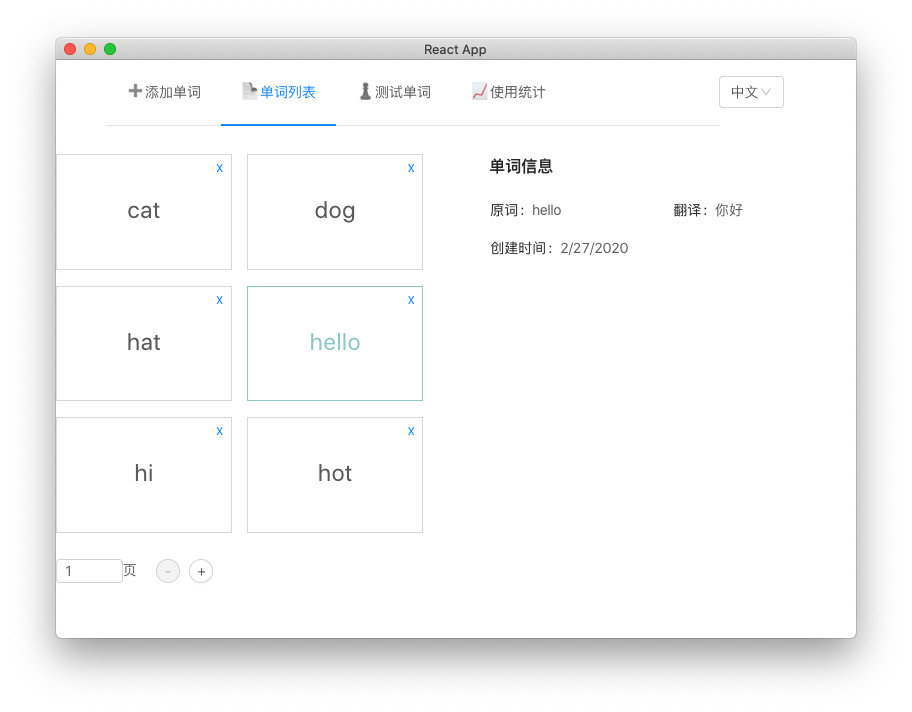 React App
添加单词 单词列表 测试单词 使用统计 中文
x x
cat dog
x x
hat hello
x x
hi hot
1 页 - +
单词信息
原词: hello 翻译: 你好
创建时间: 2/27/2020